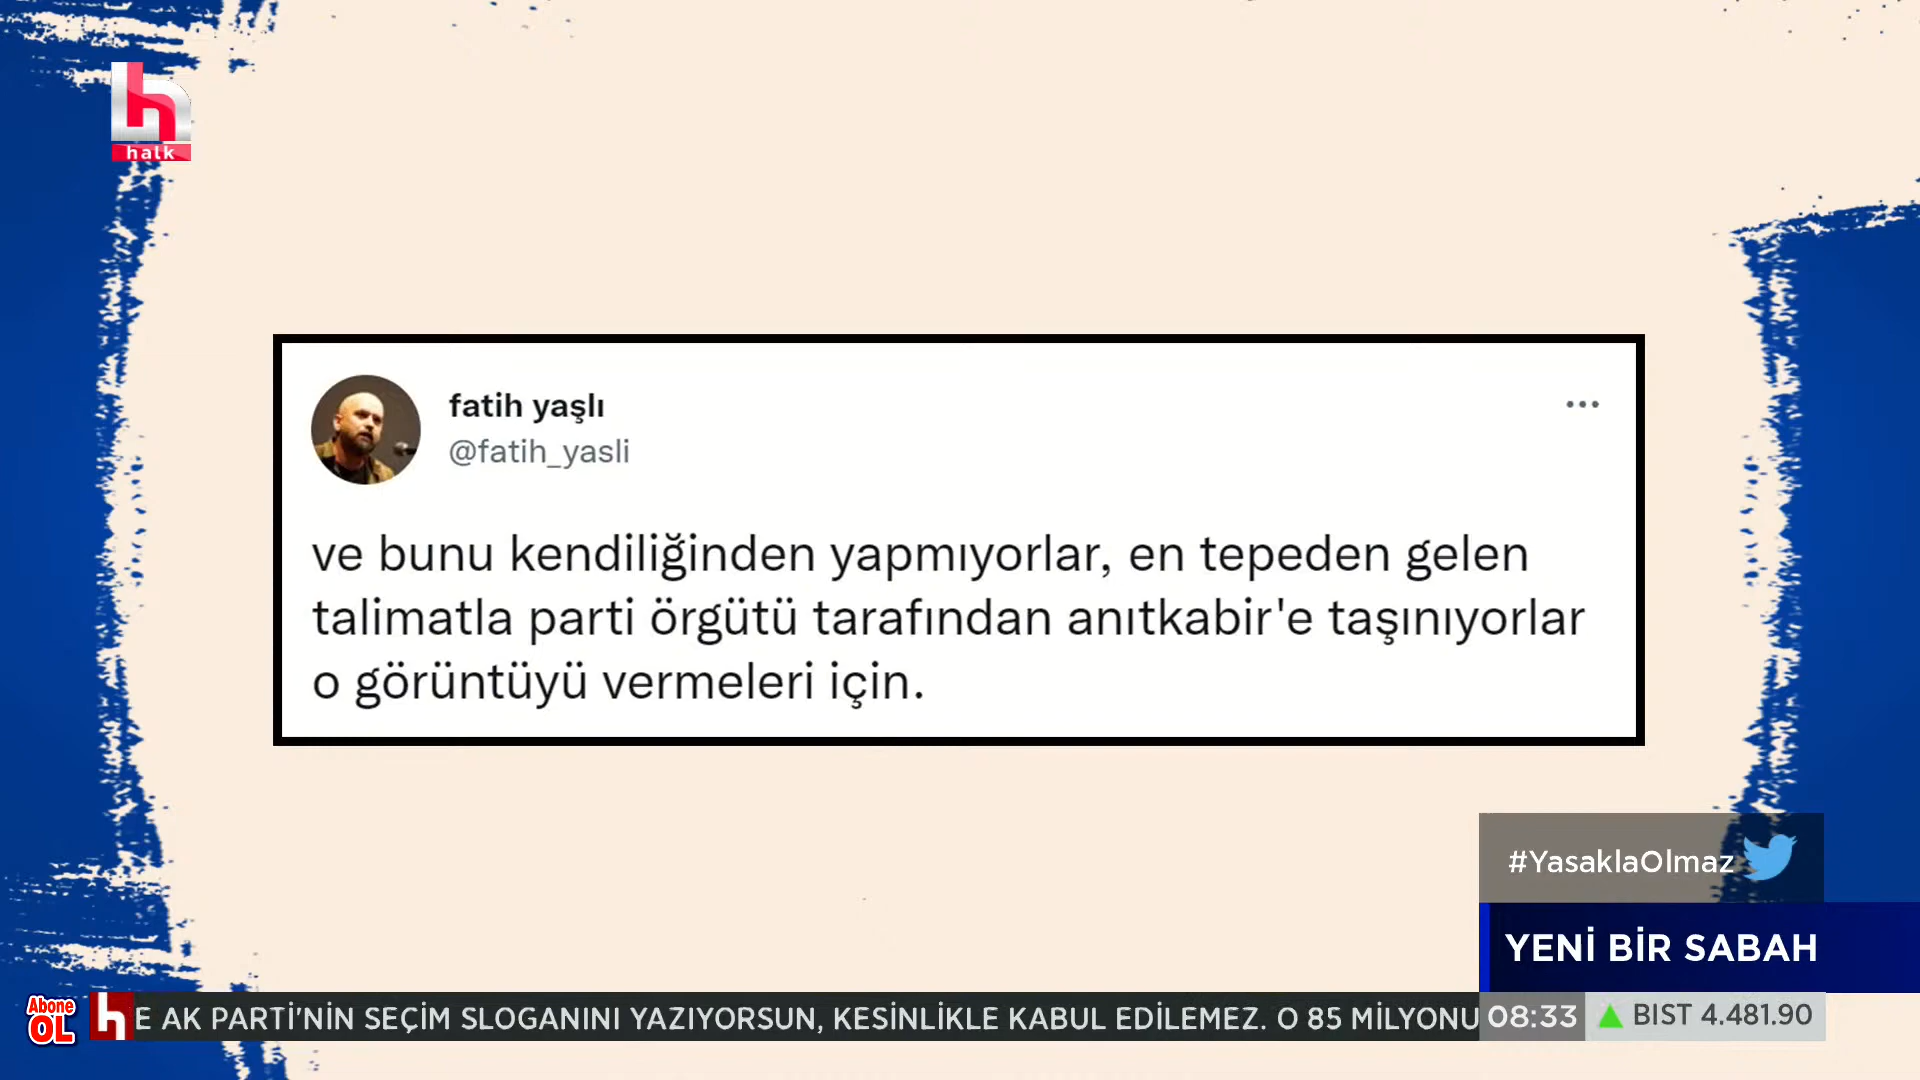 halk
fatih yaşlı
@fatih_yasli
ve bunu kendiliğinden yapmıyorlar, en tepeden gelen
talimatla parti örgütü tarafından anıtkabir'e taşınıyorlar
o görüntüyü vermeleri için.
#YasaklaOlmaz
YENİ BİR SABAH
Abone
OL
E AK PARTİ'NİN SEÇİM SLOGANINI YAZIYORSUN, KESİNLİKLE KABUL EDİLEMEZ. O 85 MİLYONU
08:33
BIST 4.481.90